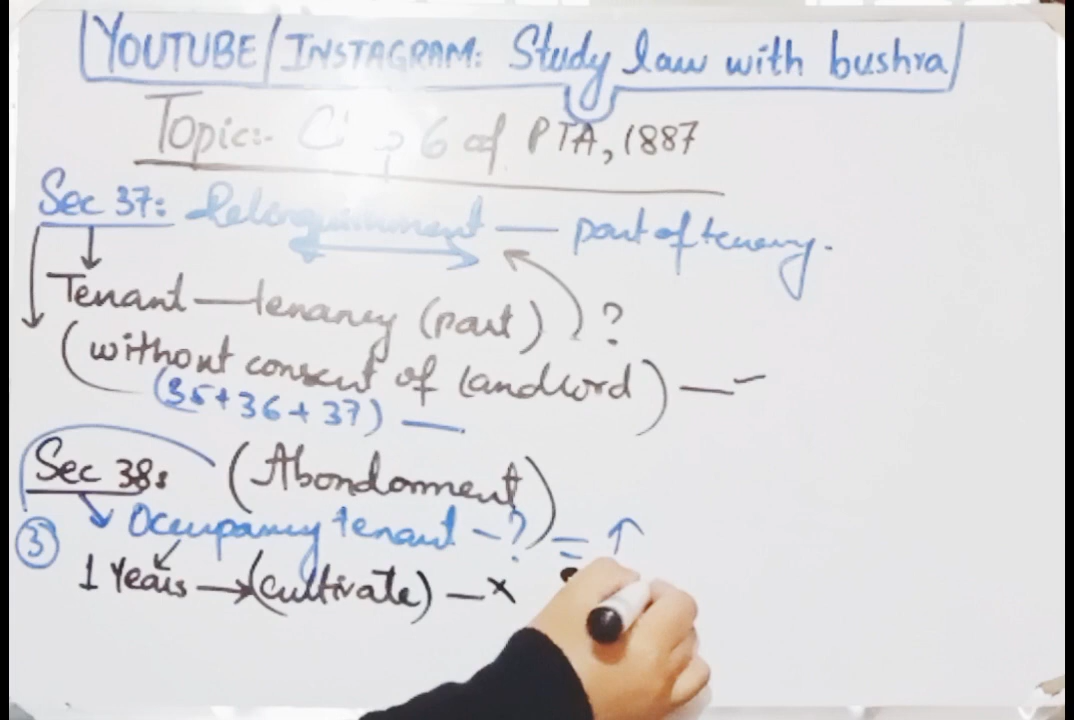 YOUTUBE/INSTAGRAM: Study law with bushra
Topic:- C p 6 of PTA, 1887
Sec 37: Relinquishment — part of tenancy.
Tenant — tenancy (part) ?
(without consent of landlord) —
(35+36+37) —
Sec 38: (Abondonment)
③ Occupancy tenant - ? = ↑
1 Years → (cultivate) — x